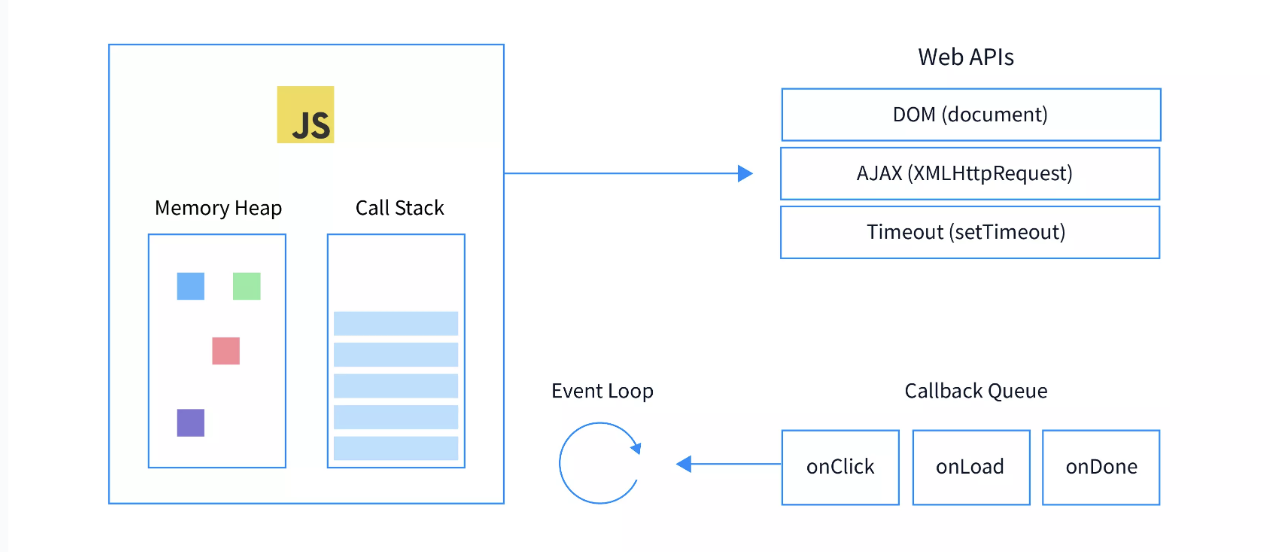 JS
Memory Heap
Call Stack
Web APIs
DOM (document)
AJAX (XMLHttpRequest)
Timeout (setTimeout)
Event Loop
Callback Queue
onClick
onLoad
onDone